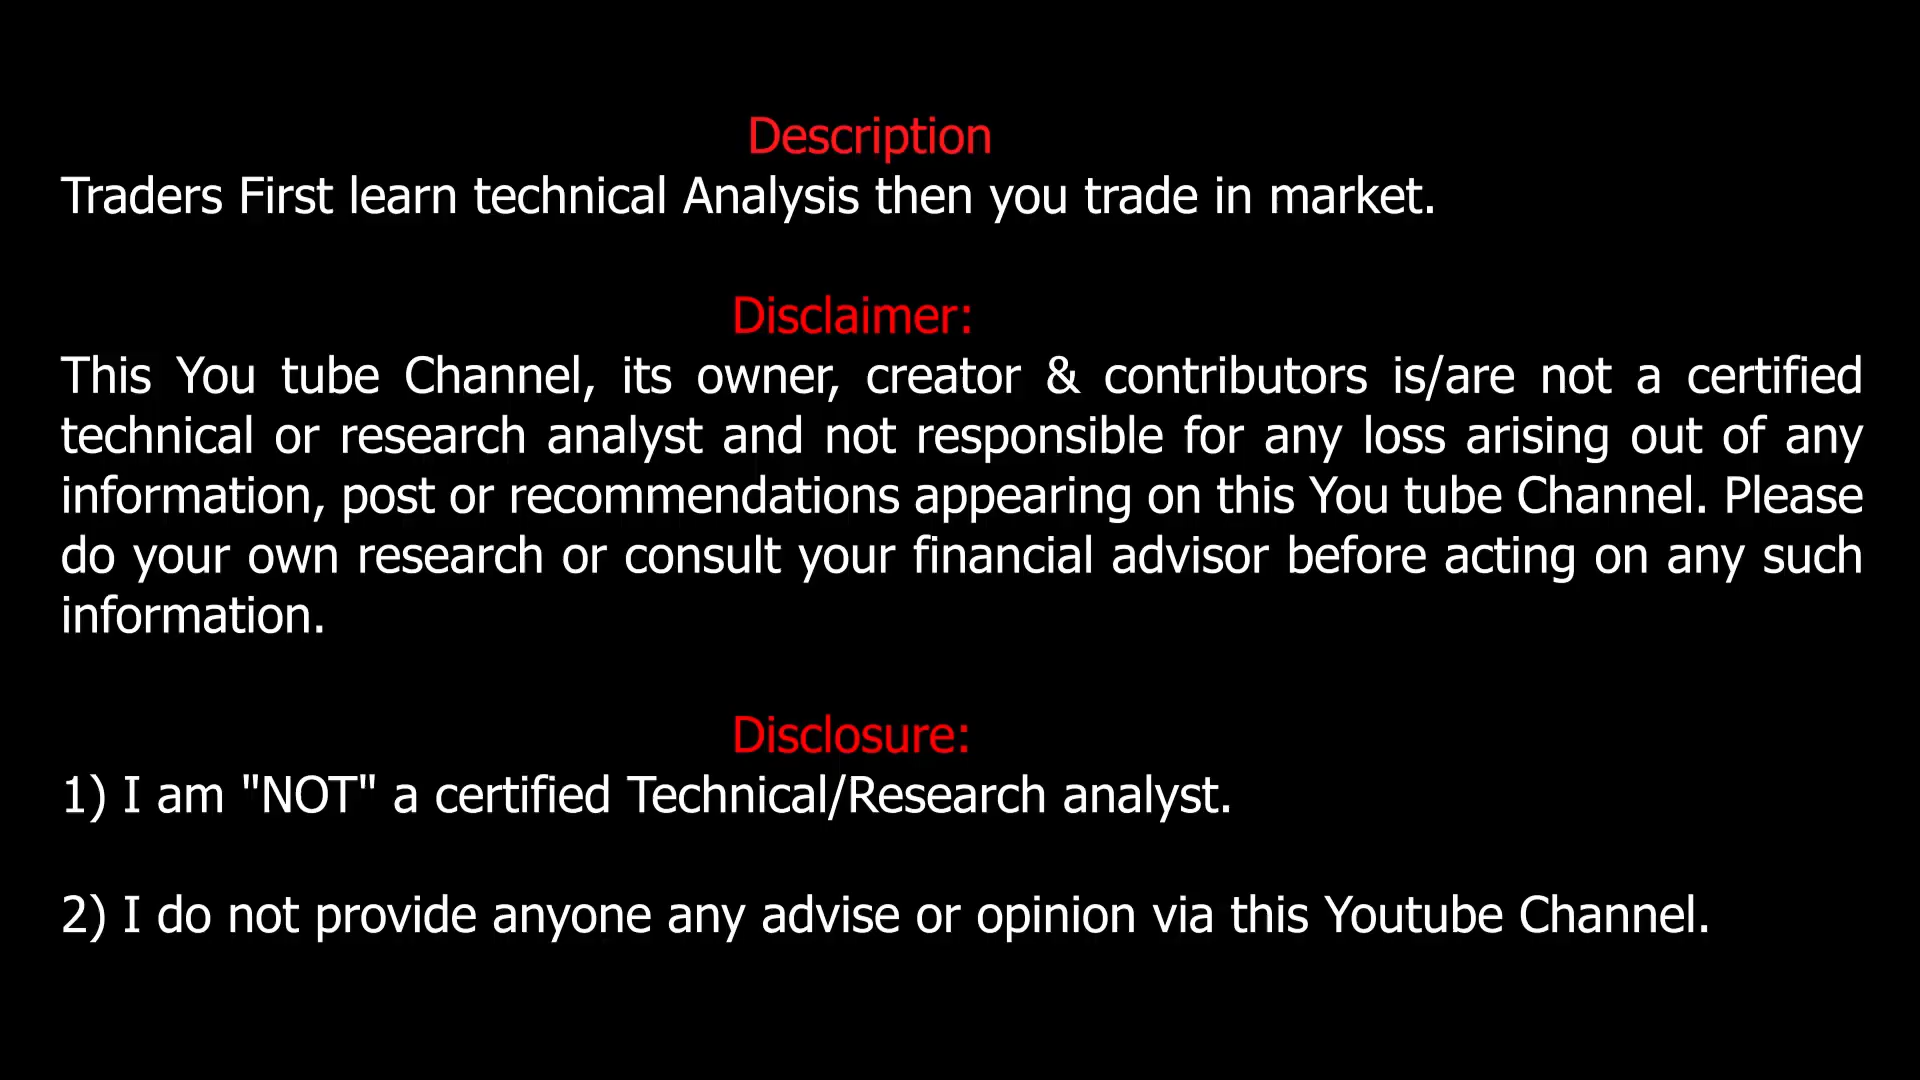 Description
Traders First learn technical Analysis then you trade in market.
Disclaimer:
This You tube Channel, its owner, creator & contributors is/are not a certified
technical or research analyst and not responsible for any loss arising out of any
information, post or recommendations appearing on this You tube Channel. Please
do your own research or consult your financial advisor before acting on any such
information.
Disclosure:
1) I am "NOT" a certified Technical/Research analyst.
2) I do not provide anyone any advise or opinion via this Youtube Channel.